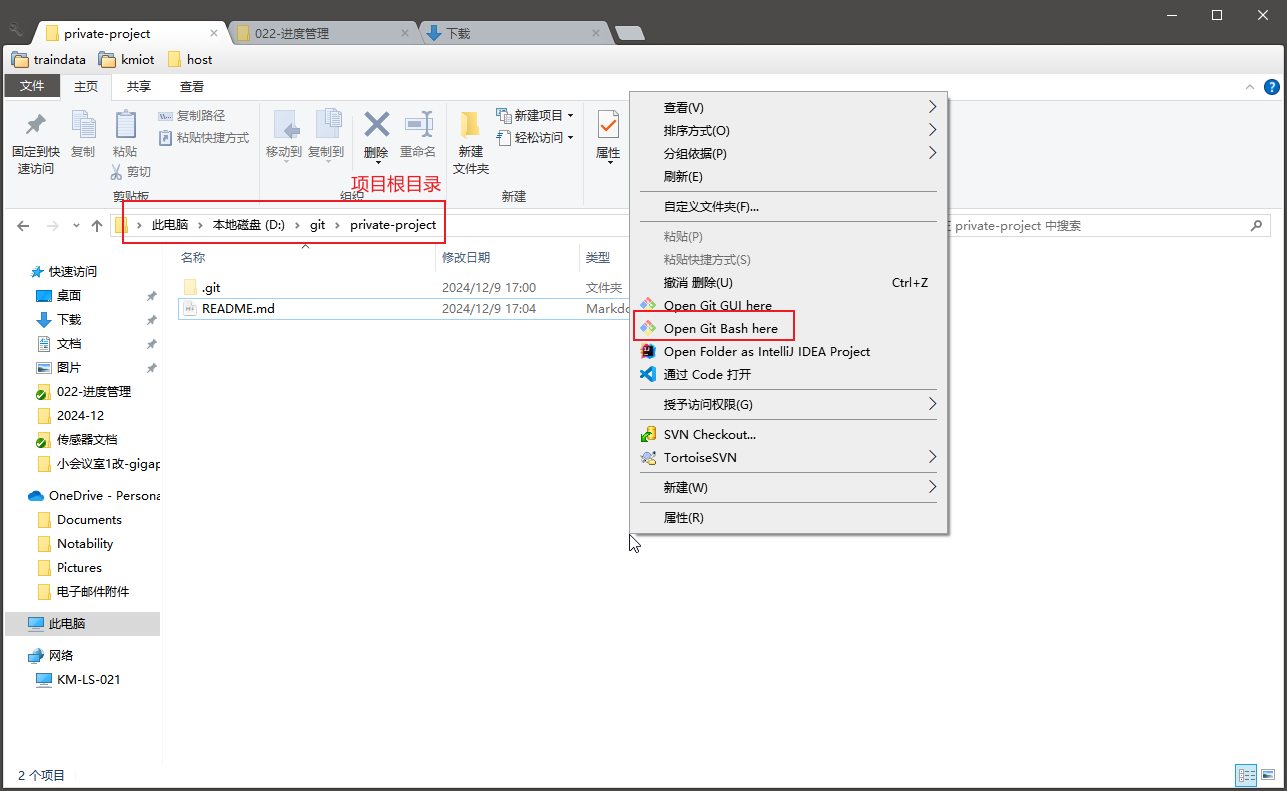 private-project
022-进度管理
下载
traindata
kmiot
host
文件
主页
共享
查看
固定到快
速访问
复制
粘贴
复制路径
粘贴快捷方式
剪切
剪贴板
移动到
复制到
删除
重命名
组织
新建
文件夹
新建项目
轻松访问
新建
属性
项目根目录
此电脑 › 本地磁盘 (D:) › git › private-project
private-project 中搜索
名称
修改日期
类型
.git
2024/12/9 17:00
文件夹
README.md
2024/12/9 17:04
Markdo
快速访问
桌面
下载
文档
图片
022-进度管理
2024-12
传感器文档
小会议室1改-gigap
OneDrive - Persona
Documents
Notability
Pictures
电子邮件附件
此电脑
网络
KM-LS-021
查看(V)
排序方式(O)
分组依据(P)
刷新(E)
自定义文件夹(F)...
粘贴(P)
粘贴快捷方式(S)
撤消 删除(U) Ctrl+Z
Open Git GUI here
Open Git Bash here
Open Folder as IntelliJ IDEA Project
通过 Code 打开
授予访问权限(G)
SVN Checkout...
TortoiseSVN
新建(W)
属性(R)
2 个项目